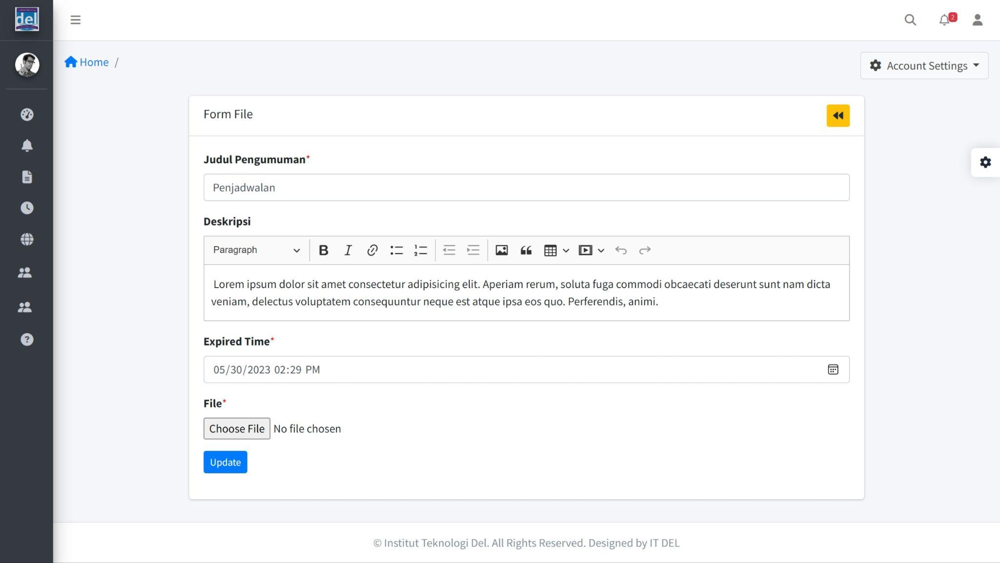 del
2
Home /
Account Settings
Form File
Judul Pengumuman*
Penjadwalan
Deskripsi
Paragraph
Lorem ipsum dolor sit amet consectetur adipisicing elit. Aperiam rerum, soluta fuga commodi obcaecati deserunt sunt nam dicta
veniam, delectus voluptatem consequuntur neque est atque ipsa eos quo. Perferendis, animi.
Expired Time*
05/30/2023 02:29 PM
File*
Choose File No file chosen
Update
© Institut Teknologi Del. All Rights Reserved. Designed by IT DEL